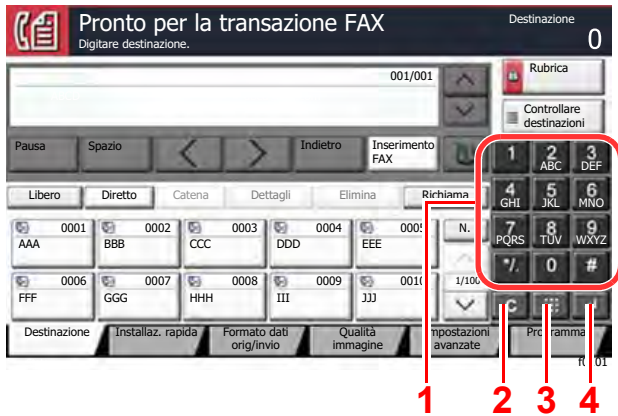 Pronto per la transazione FAX
Digitare destinazione.
Destinazione
0
001/001
Rubrica
Controllare
destinazioni
Pausa Spazio Indietro Inserimento
FAX
1 2 ABC 3 DEF
4 GHI 5 JKL 6 MNO
7 PQRS 8 TUV 9 WXYZ
*/. 0 #
C
Libero Diretto Catena Dettagli Elimina Richiama
0001 0002 0003 0004 0005 N.
AAA BBB CCC DDD EEE
0006 0007 0008 0009 0010 1/100
FFF GGG HHH III JJJ
Destinazione Installaz. rapida Formato dati
orig/invio
Qualità
immagine
Impostazioni
avanzate
Programma
1 2 3 4